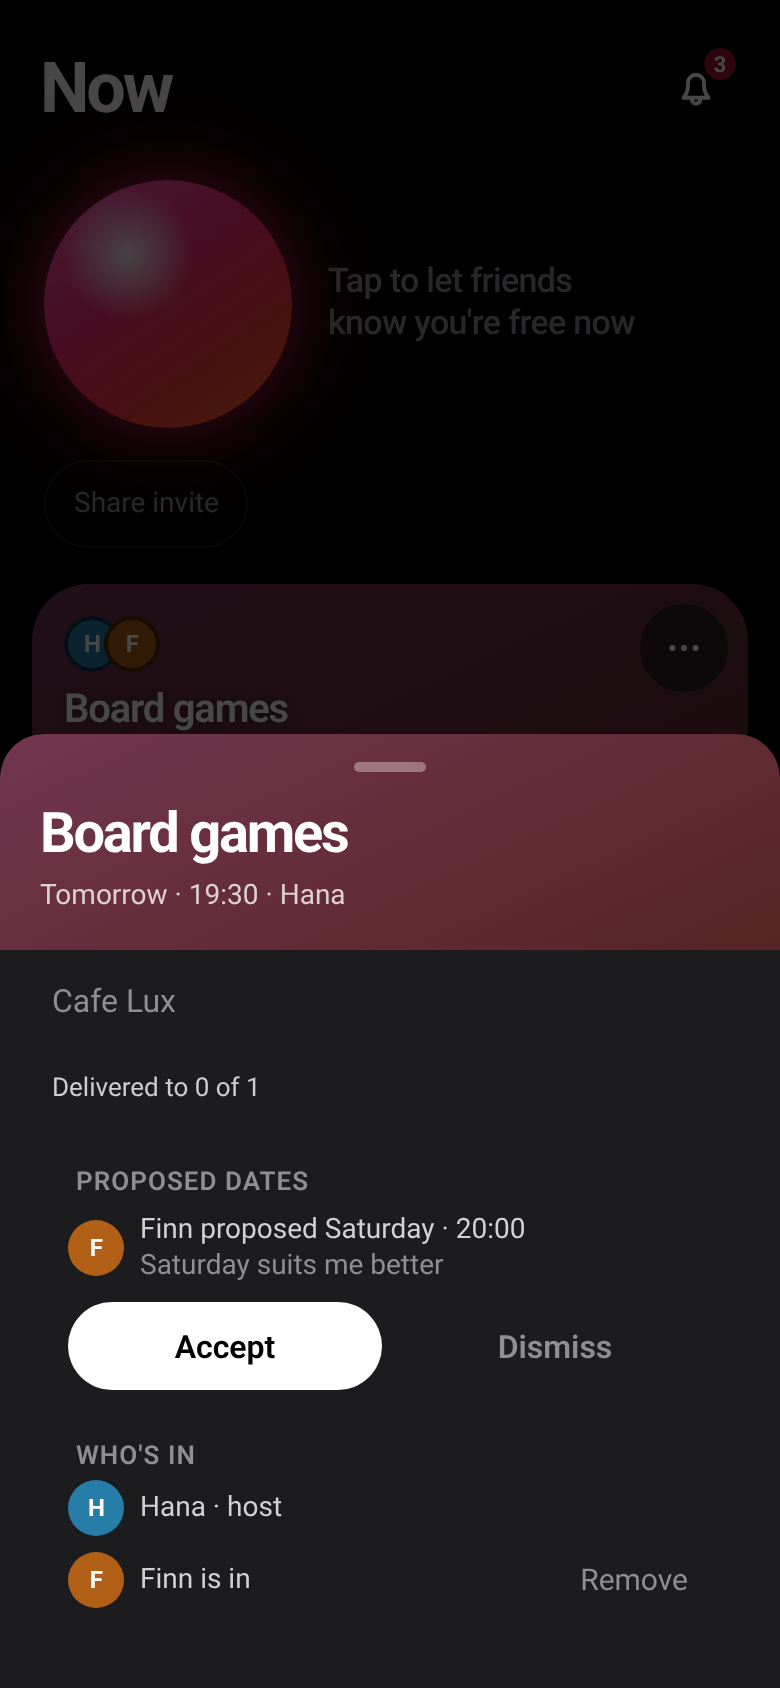 Now
3
Tap to let friends
know you're free now
Share invite
H F
Board games
Board games
Tomorrow · 19:30 · Hana
Cafe Lux
Delivered to 0 of 1
PROPOSED DATES
F
Finn proposed Saturday · 20:00
Saturday suits me better
Accept Dismiss
WHO'S IN
H Hana · host
F Finn is in Remove